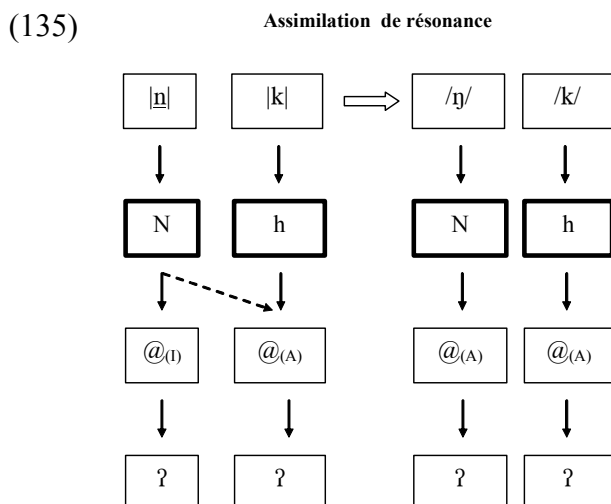 (135) Assimilation de résonance
|n̲| |k| /ŋ/ /k/
N h N h
@(I) @(A) @(A) @(A)
ʔ ʔ ʔ ʔ